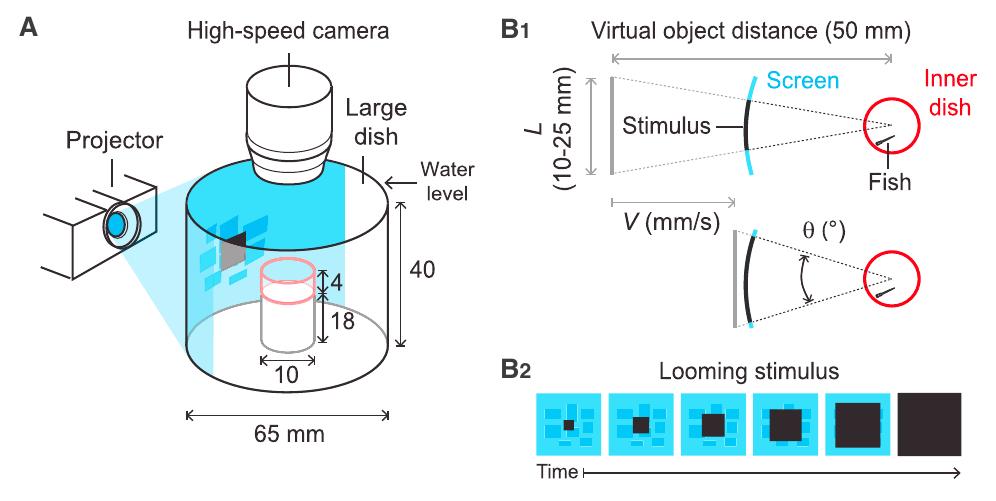 A
High-speed camera
Large
dish
Projector
Water
level
4
40
18
10
65 mm
B1
Virtual object distance (50 mm)
Screen
Inner
dish
L
(10-25 mm)
Stimulus
Fish
V (mm/s)
θ (°)
B2
Looming stimulus
Time